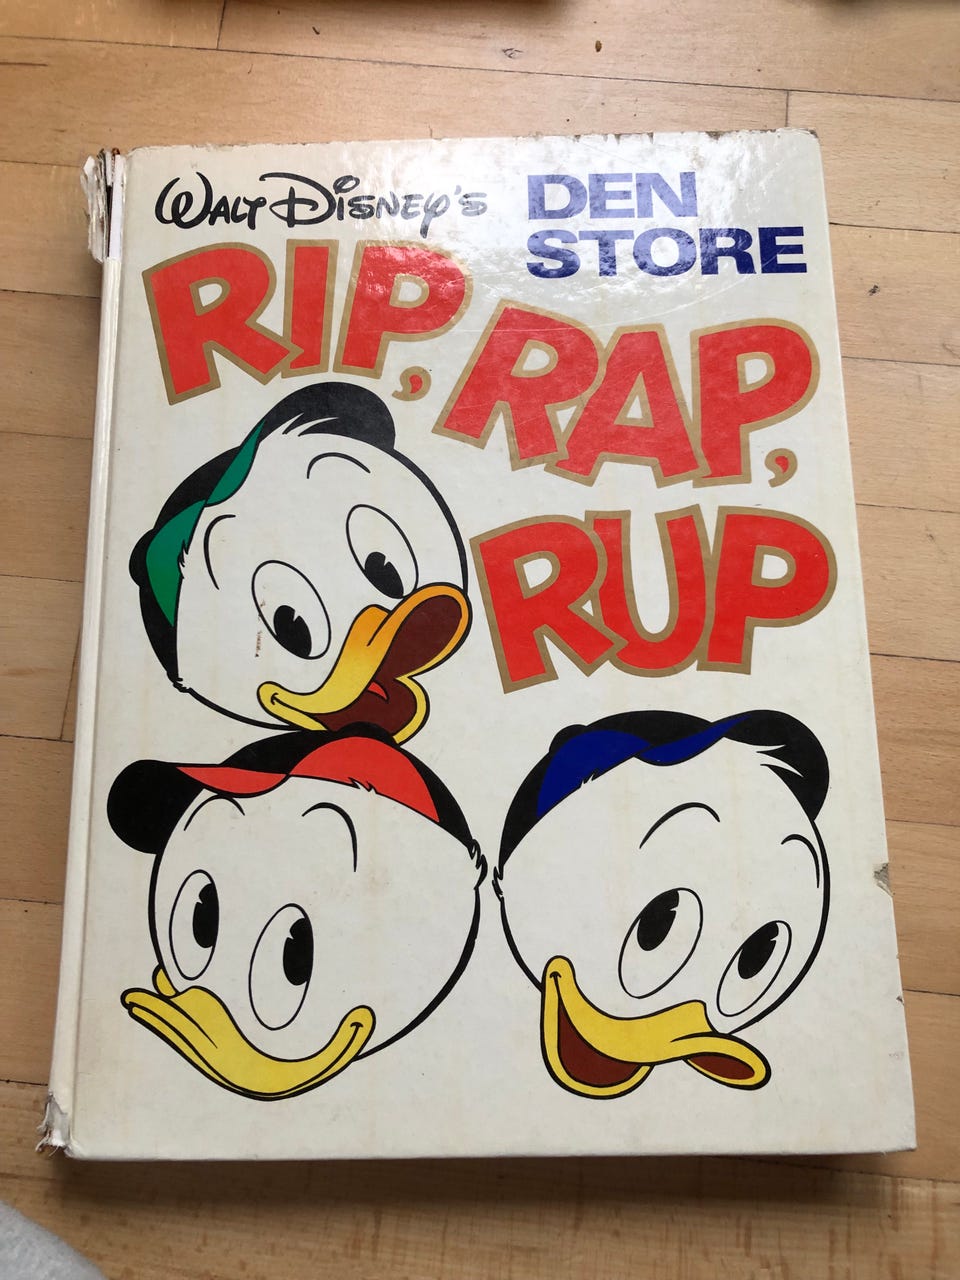 WALT DISNEY'S
DEN
STORE
RIP,
RAP,
RUP